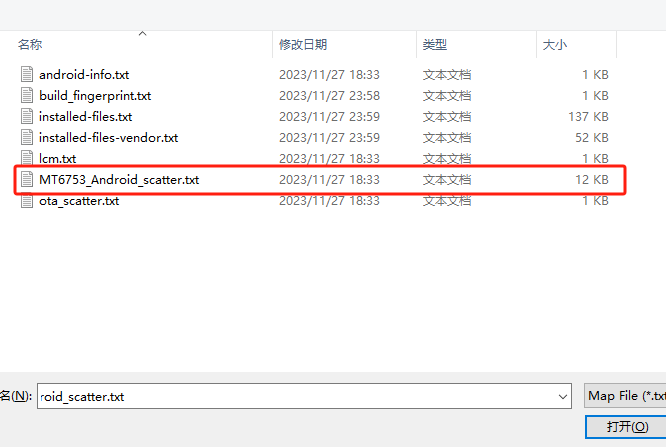 名称 修改日期 类型 大小
android-info.txt 2023/11/27 18:33 文本文档 1 KB
build_fingerprint.txt 2023/11/27 23:58 文本文档 1 KB
installed-files.txt 2023/11/27 23:59 文本文档 137 KB
installed-files-vendor.txt 2023/11/27 23:59 文本文档 52 KB
lcm.txt 2023/11/27 18:33 文本文档 1 KB
MT6753_Android_scatter.txt 2023/11/27 18:33 文本文档 12 KB
ota_scatter.txt 2023/11/27 18:33 文本文档 1 KB
名(N): roid_scatter.txt Map File (*.txt
打开(O)